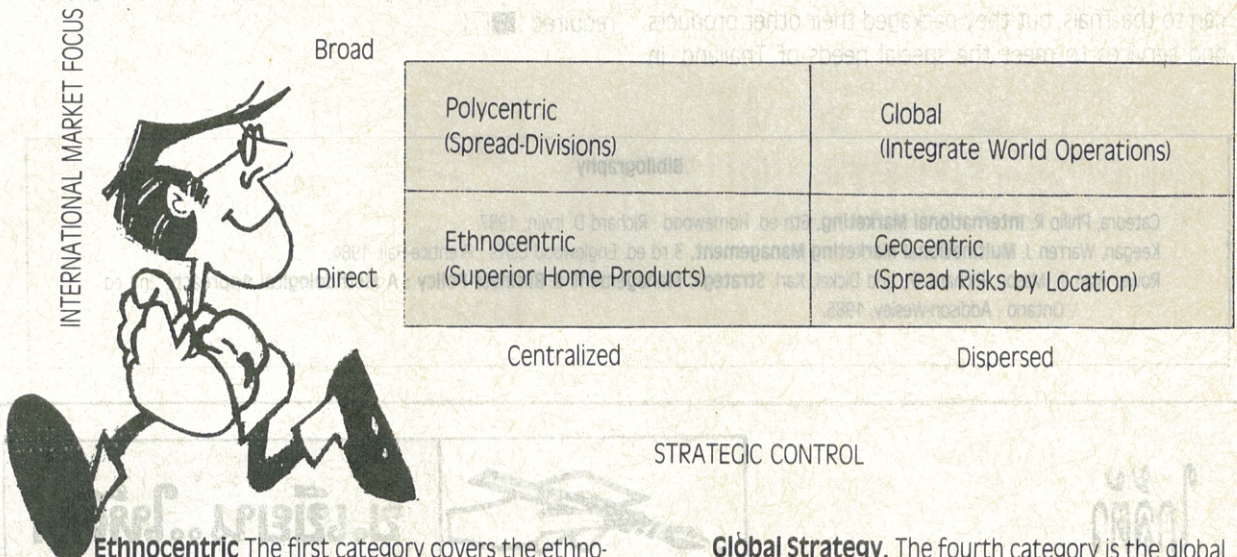 INTERNATIONAL MARKET FOCUS
Broad
Polycentric
(Spread-Divisions)
Global
(Integrate World Operations)
Direct
Ethnocentric
(Superior Home Products)
Geocentric
(Spread Risks by Location)
Centralized
Dispersed
STRATEGIC CONTROL
Ethnocentric The first category covers the ethno-
Global Strategy. The fourth category is the global